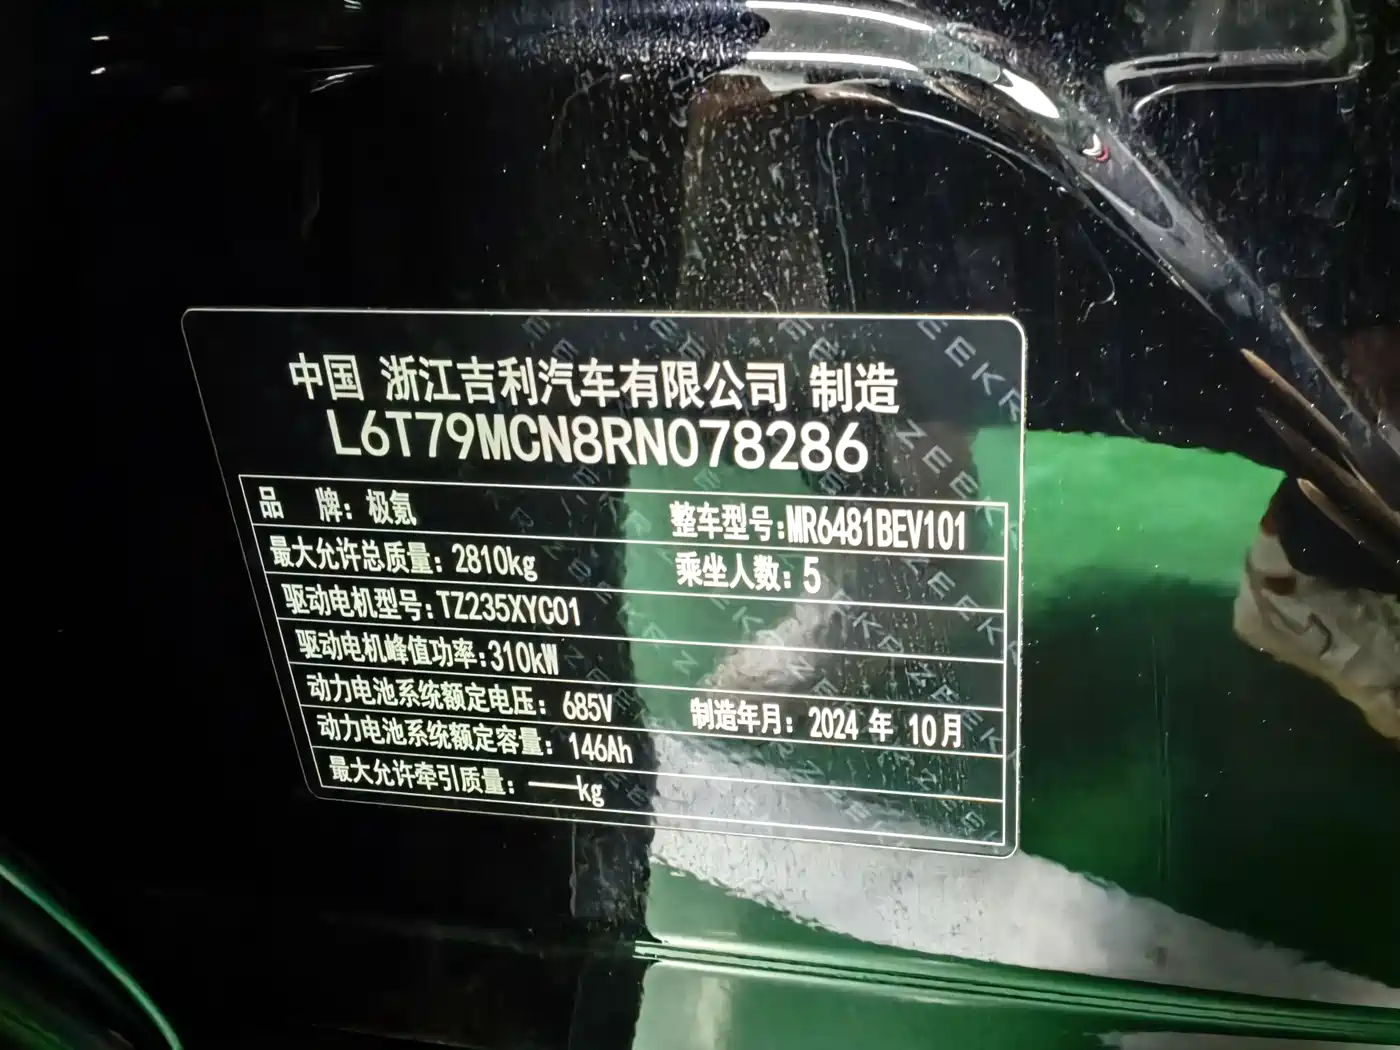 中国 浙江吉利汽车有限公司 制造
L6T79MCN8RN078286
品 牌：极氪 整车型号：MR6481BEV101
最大允许总质量：2810kg 乘坐人数：5
驱动电机型号：TZ235XYC01
驱动电机峰值功率：310kW
动力电池系统额定电压：685V 制造年月：2024 年 10月
动力电池系统额定容量：146Ah
最大允许牵引质量：——kg
ZEEKR